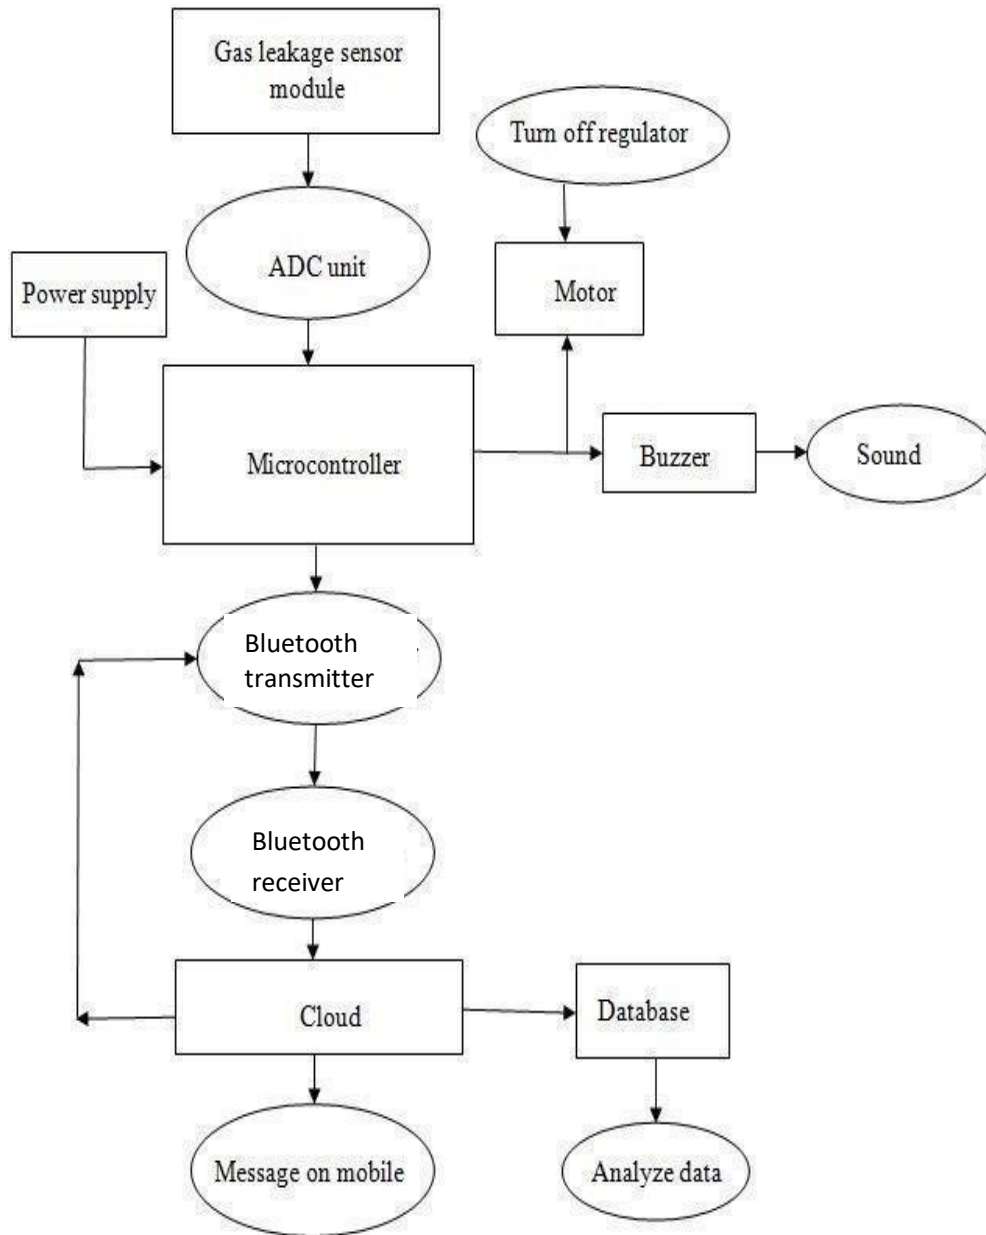 Gas leakage sensor
module
Turn off regulator
ADC unit
Power supply
Motor
Microcontroller
Buzzer
Sound
Bluetooth
transmitter
Bluetooth
receiver
Cloud
Database
Message on mobile
Analyze data